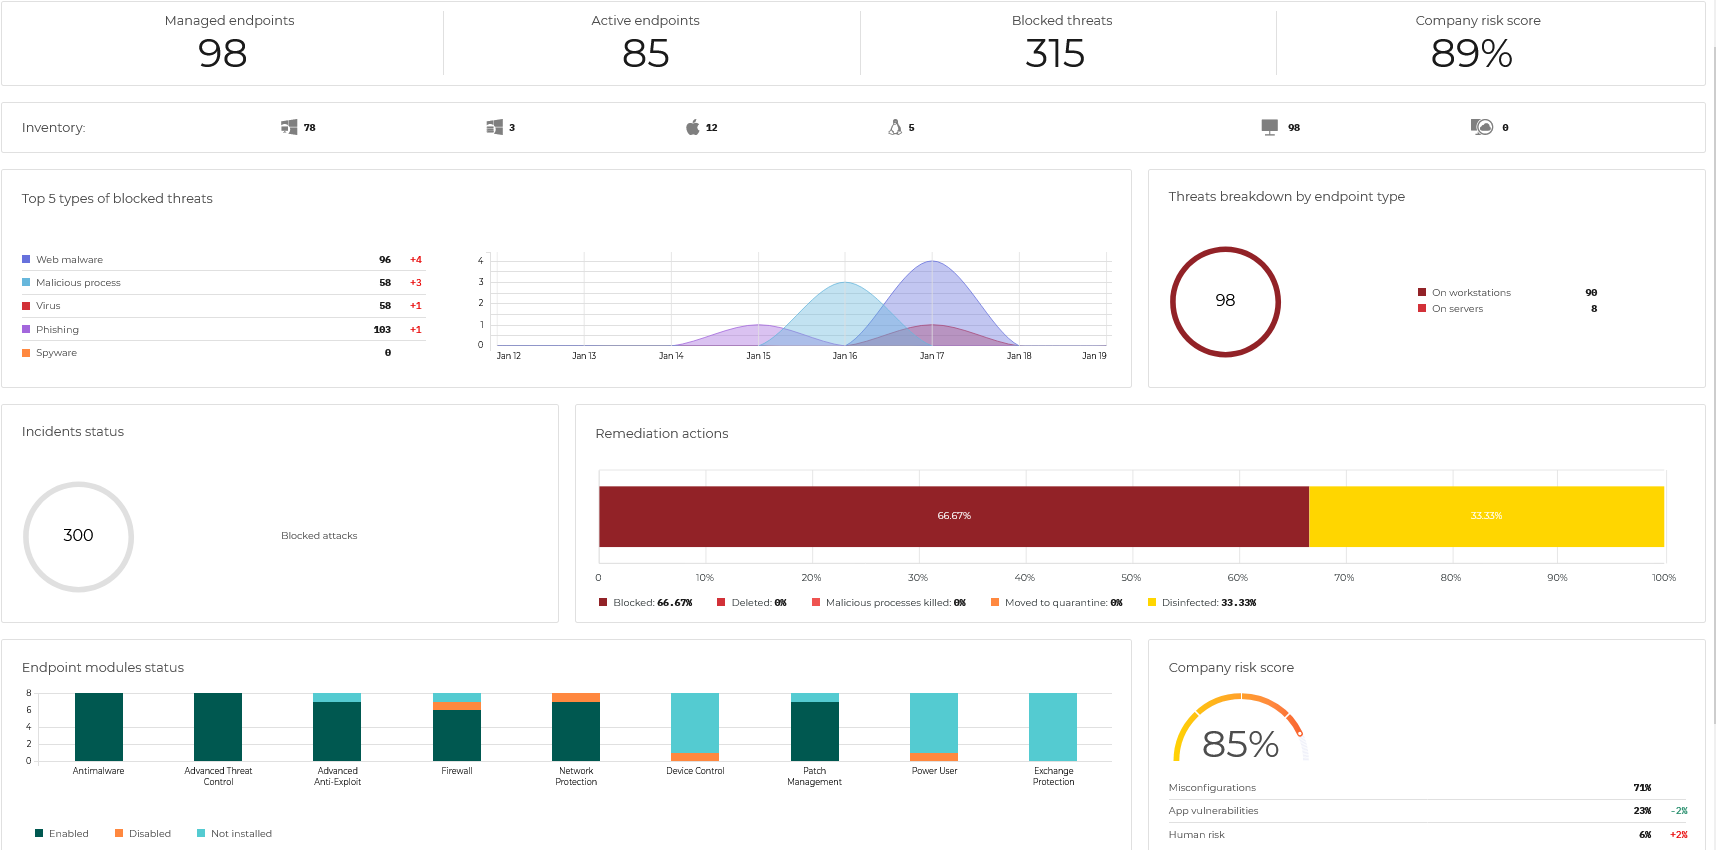 Managed endpoints
98
Active endpoints
85
Blocked threats
315
Company risk score
89%
Inventory:
78
3
12
5
98
0
Top 5 types of blocked threats
Web malware 96 +4
Malicious process 58 +3
Virus 58 +1
Phishing 103 +1
Spyware 0
4
3
2
1
0
Jan 12 Jan 13 Jan 14 Jan 15 Jan 16 Jan 17 Jan 18 Jan 19
Threats breakdown by endpoint type
98
On workstations 90
On servers 8
Incidents status
300
Blocked attacks
Remediation actions
66.67% 33.33%
0 10% 20% 30% 40% 50% 60% 70% 80% 90% 100%
Blocked: 66.67% Deleted: 0% Malicious processes killed: 0% Moved to quarantine: 0% Disinfected: 33.33%
Endpoint modules status
8
6
4
2
0
Antimalware
Advanced Threat
Control
Advanced
Anti-Exploit
Firewall
Network
Protection
Device Control
Patch
Management
Power User
Exchange
Protection
Enabled Disabled Not installed
Company risk score
85%
Misconfigurations 71%
App vulnerabilities 23% -2%
Human risk 6% +2%